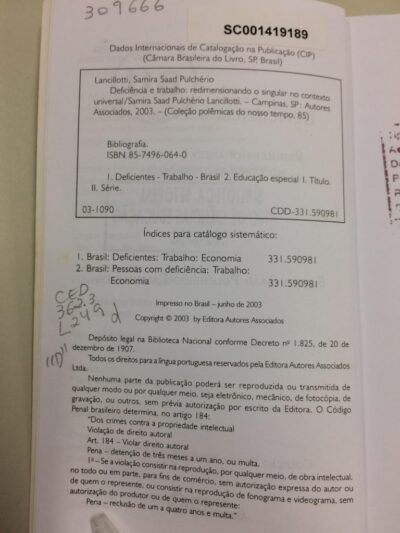 309666
SC001419189
Dados Internacionais de Catalogação na Publicação (CIP)
(Câmara Brasileira do Livro, SP, Brasil)
Lancillotti, Samira Saad Pulchério
Deficiência e trabalho: redimensionando o singular no contexto
universal/Samira Saad Pulchério Lancillotti. – Campinas, SP: Autores
Associados, 2003. – (Coleção polêmicas do nosso tempo, 85)
Bibliografia.
ISBN 85-7496-064-0
1. Deficientes - Trabalho - Brasil 2. Educação especial I. Título.
II. Série.
03-1090 CDD-331.590981
Índices para catálogo sistemático:
1. Brasil: Deficientes: Trabalho: Economia 331.590981
2. Brasil: Pessoas com deficiência: Trabalho:
Economia 331.590981
Impresso no Brasil – junho de 2003
Copyright © 2003 by Editora Autores Associados
CED
362.3
L249d
"D"
Depósito legal na Biblioteca Nacional conforme Decreto nº 1.825, de 20 de
dezembro de 1907.
Todos os direitos para a língua portuguesa reservados pela Editora Autores Associados
Ltda.
Nenhuma parte da publicação poderá ser reproduzida ou transmitida de
qualquer modo ou por qualquer meio, seja eletrônico, mecânico, de fotocópia, de
gravação, ou outros, sem prévia autorização por escrito da Editora. O Código
Penal brasileiro determina, no artigo 184:
"Dos crimes contra a propriedade intelectual
Violação de direito autoral
Art. 184 – Violar direito autoral
Pena – detenção de três meses a um ano, ou multa.
1º – Se a violação consistir na reprodução, por qualquer meio, de obra intelectual,
no todo ou em parte, para fins de comércio, sem autorização expressa do autor ou
de quem o represente, ou consistir na reprodução de fonograma e videograma, sem
autorização do produtor ou de quem o represente:
Pena – reclusão de um a quatro anos e multa."